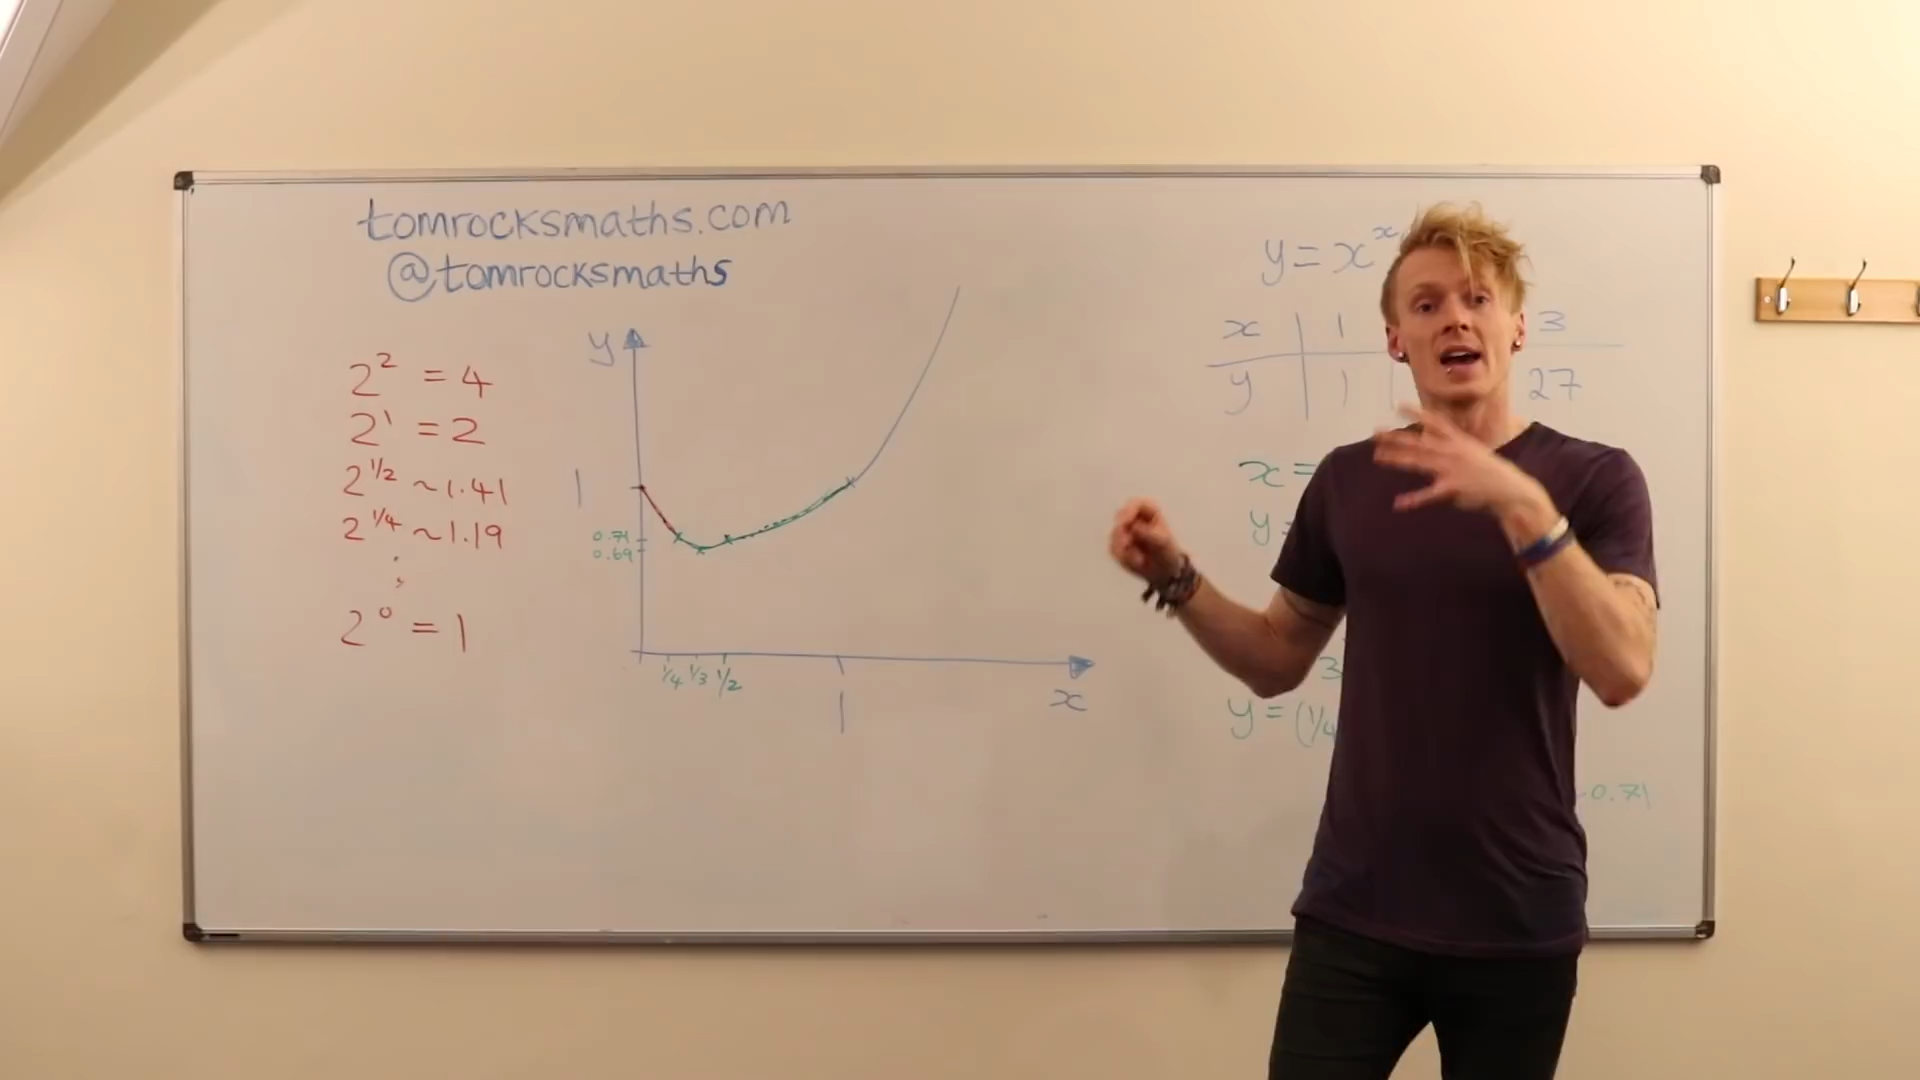 tomrocksmaths.com
@tomrocksmaths
2² = 4
2¹ = 2
2^1/2 ~1.41
2^1/4 ~1.19
2⁰ = 1
y
1
0.71
0.69
1/4 1/3 1/2
1
x
y = x^x
x 1 3
y 1 27
x =
y =
3
y = (1/4
0.71